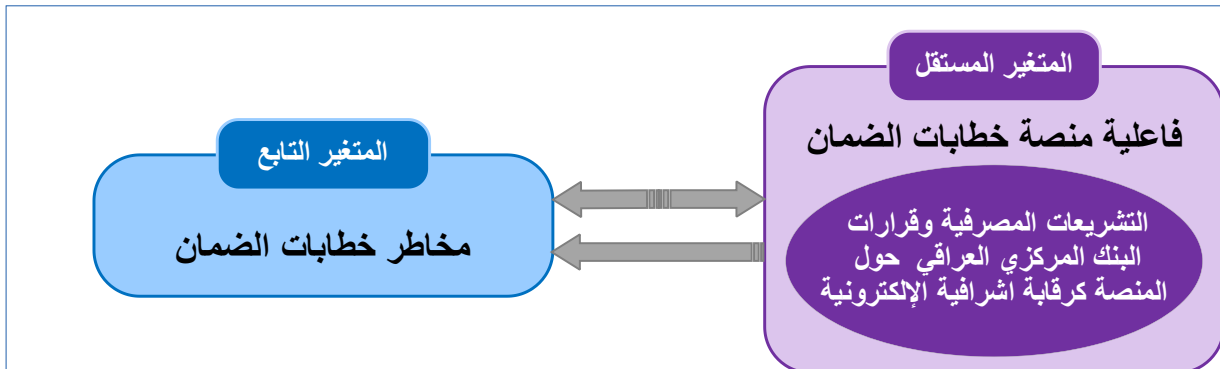 المتغير المستقل
فاعلية منصة خطابات الضمان
التشريعات المصرفية وقرارات
البنك المركزي العراقي حول
المنصة كرقابة اشرافية الإلكترونية
المتغير التابع
مخاطر خطابات الضمان